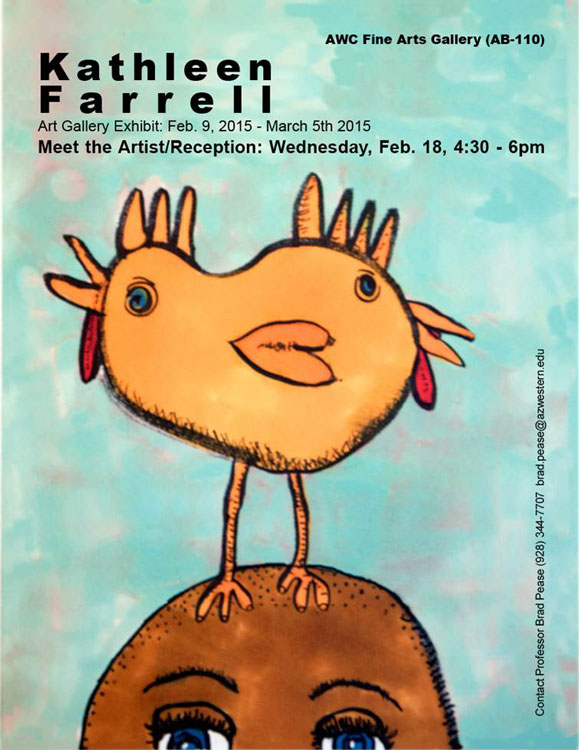 AWC Fine Arts Gallery (AB-110)
Kathleen
Farrell
Art Gallery Exhibit: Feb. 9, 2015 - March 5th 2015
Meet the Artist/Reception: Wednesday, Feb. 18, 4:30 - 6pm
Contact Professor Brad Pease (928) 344-7707 brad.pease@azwestern.edu